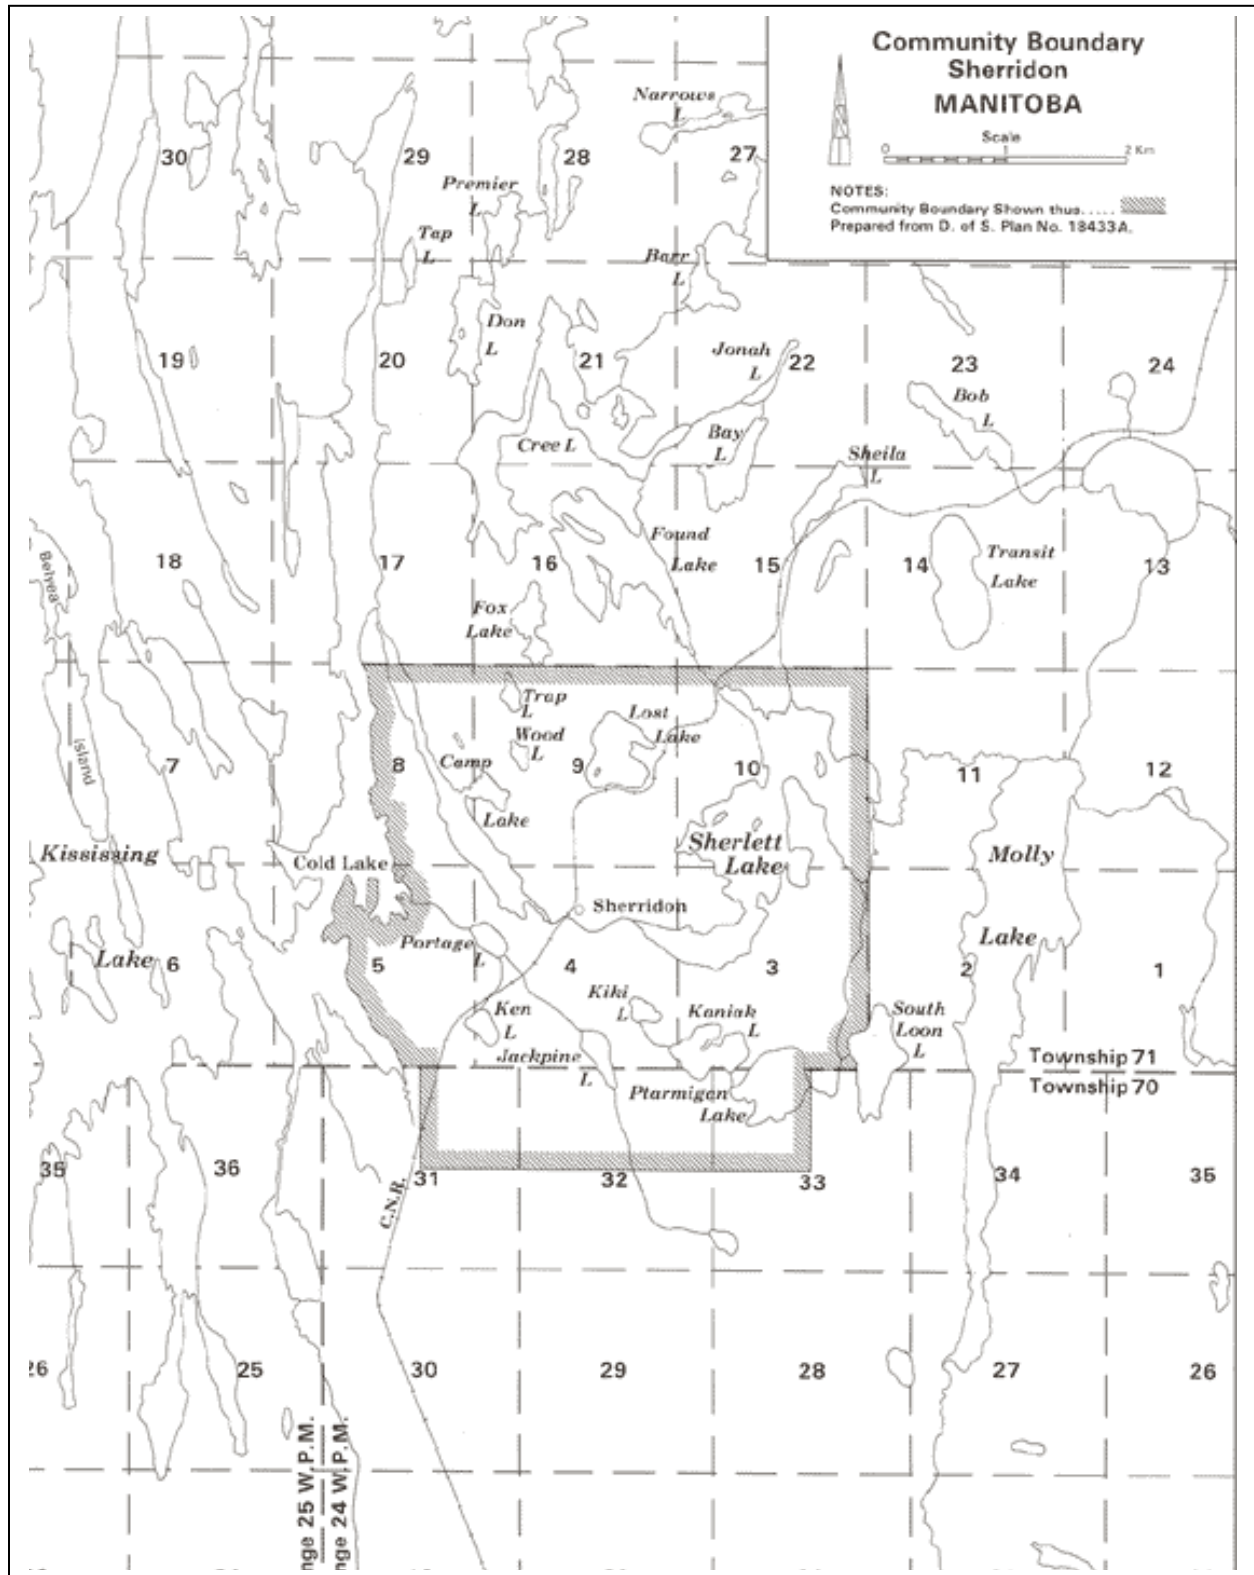 Community Boundary
Sherridon
MANITOBA
Scale
0 1 2 Km
NOTES:
Community Boundary Shown thus.....
Prepared from D. of S. Plan No. 18433A.
Narrows
L
30 29 28 27
Premier
L
Tap
L
Barr
L
Don
L
Jonah
L
19 20 21 22 23 24
Bob
L
Cree L
Bay
L
Sheila
L
Found
Lake
Transit
Lake
18 17 16 15 14 13
Belyea
Island
Fox
Lake
Trap
L
Lost
Lake
Wood
L
Camp
Lake
7 8 9 10 11 12
Sherlett
Lake
Molly
Lake
Kississing
Lake
Cold Lake
Sherridon
Portage
L
6 5 4 3 2 1
Kiki
L
Ken
L
Kaniak
L
South
Loon
L
Jackpine
L
Township 71
Township 70
Ptarmigan
Lake
35 36 31 32 33 34 35
C.N.R.
26 25 30 29 28 27 26
nge 25 W.P.M.
nge 24 W.P.M.